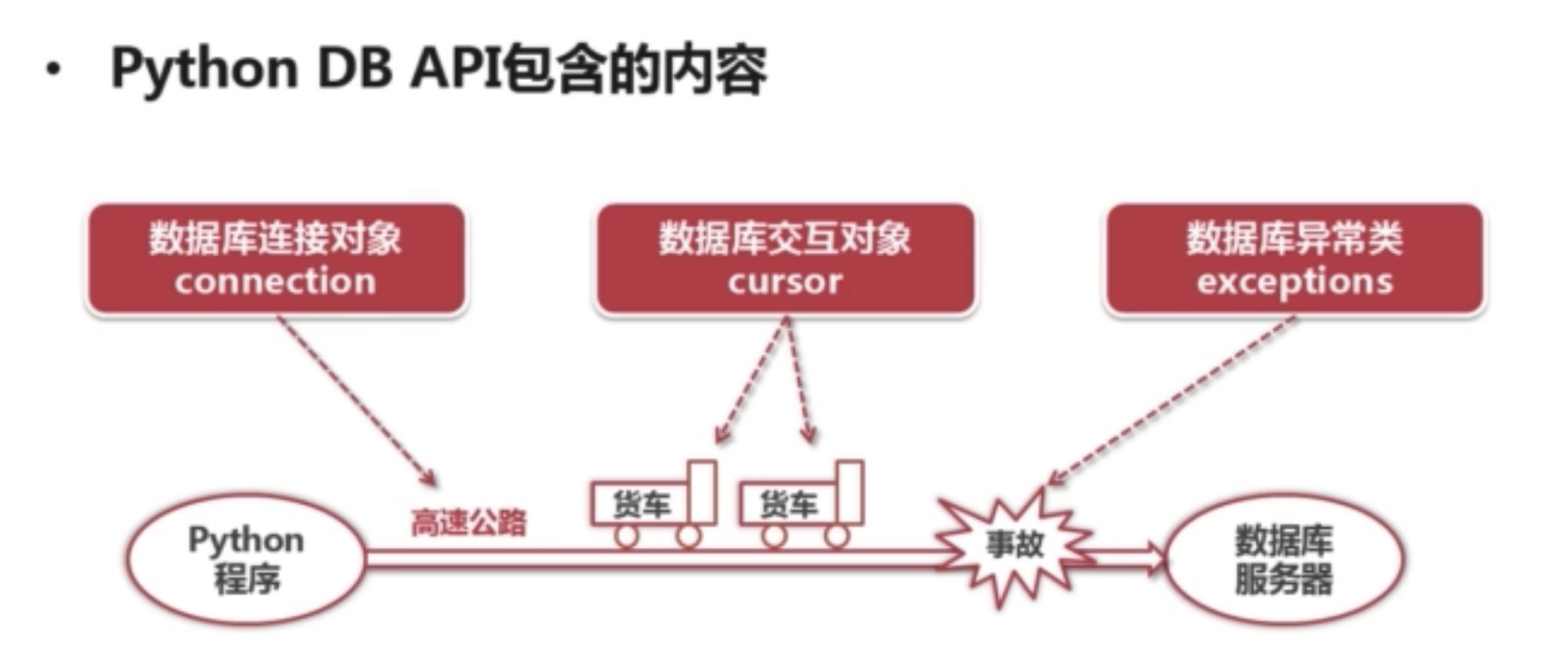 • Python DB API包含的内容
数据库连接对象
connection
数据库交互对象
cursor
数据库异常类
exceptions
高速公路
货车
货车
事故
Python
程序
数据库
服务器